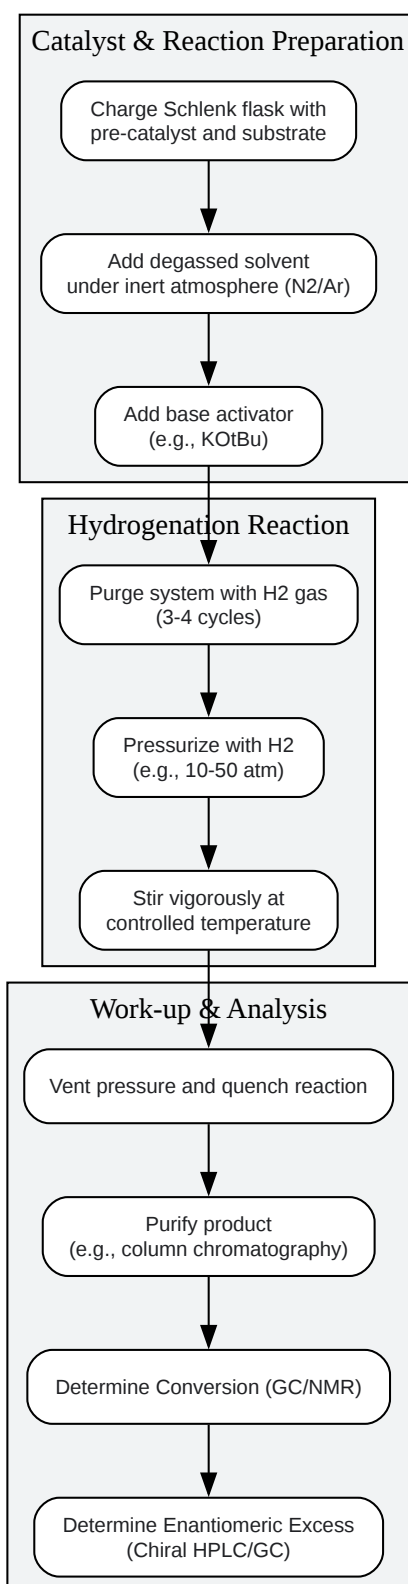 Catalyst & Reaction Preparation
Charge Schlenk flask with
pre-catalyst and substrate
Add degassed solvent
under inert atmosphere (N2/Ar)
Add base activator
(e.g., KOtBu)
Hydrogenation Reaction
Purge system with H2 gas
(3-4 cycles)
Pressurize with H2
(e.g., 10-50 atm)
Stir vigorously at
controlled temperature
Work-up & Analysis
Vent pressure and quench reaction
Purify product
(e.g., column chromatography)
Determine Conversion (GC/NMR)
Determine Enantiomeric Excess
(Chiral HPLC/GC)